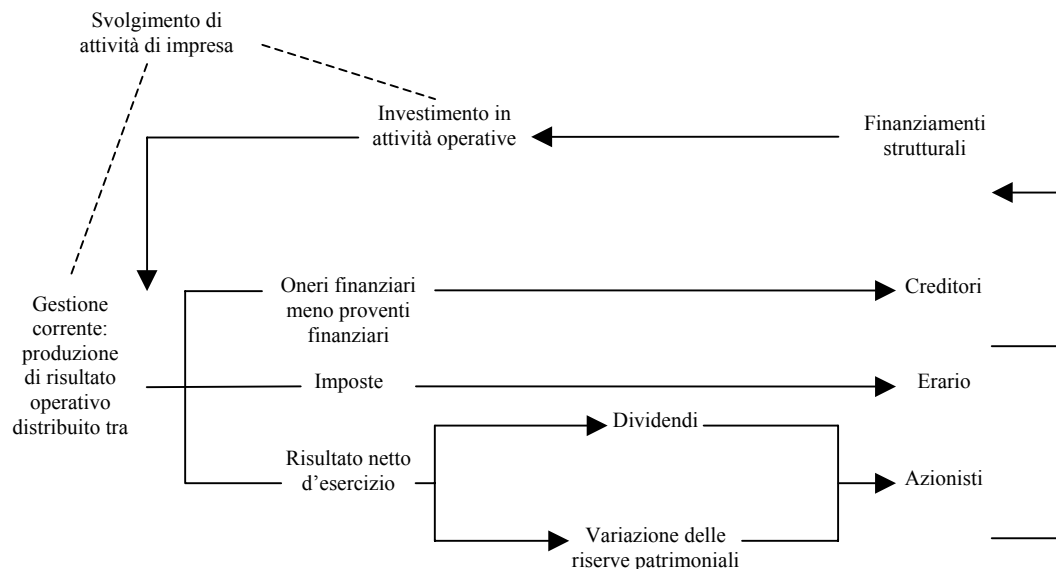 Svolgimento di
attività di impresa
Investimento in
attività operative
Finanziamenti
strutturali
Gestione
corrente:
produzione
di risultato
operativo
distribuito tra
Oneri finanziari
meno proventi
finanziari
Creditori
Imposte
Erario
Dividendi
Risultato netto
d’esercizio
Azionisti
Variazione delle
riserve patrimoniali